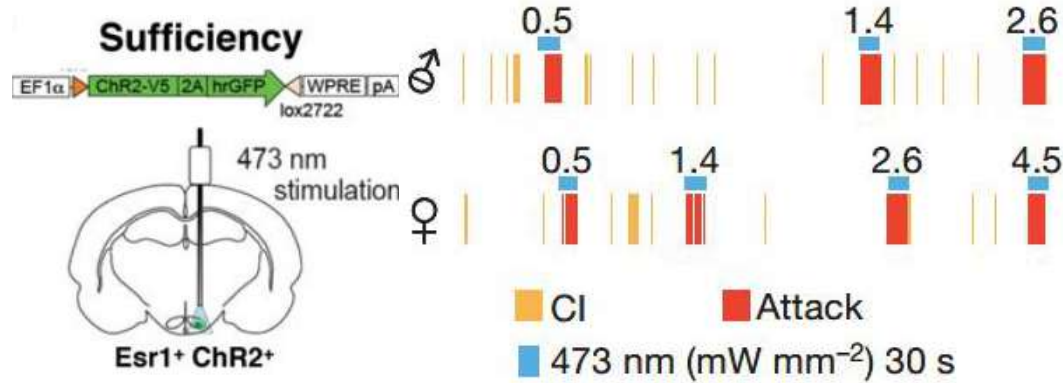 Sufficiency
EF1α ChR2-V5 2A hrGFP WPRE pA
lox2722
473 nm
stimulation
Esr1⁺ ChR2⁺
0.5 1.4 2.6
♂
0.5 1.4 2.6 4.5
♀
CI Attack
473 nm (mW mm⁻²) 30 s